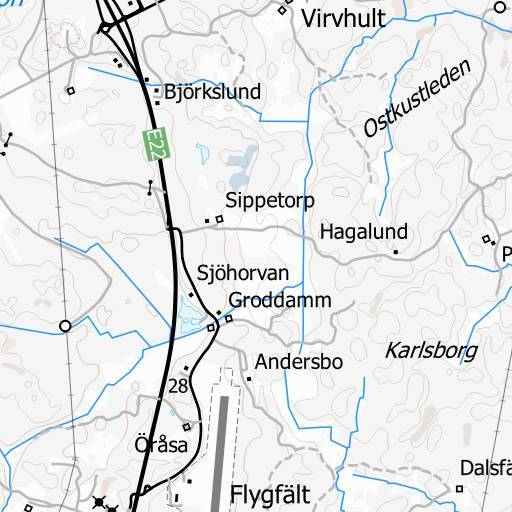 Virvhult
Björkslund
Ostkustleden
E22
Sippetorp
Hagalund
Sjöhorvan
Groddamm
Karlsborg
Andersbo
28
Öråsa
Dalsfä
Flygfält